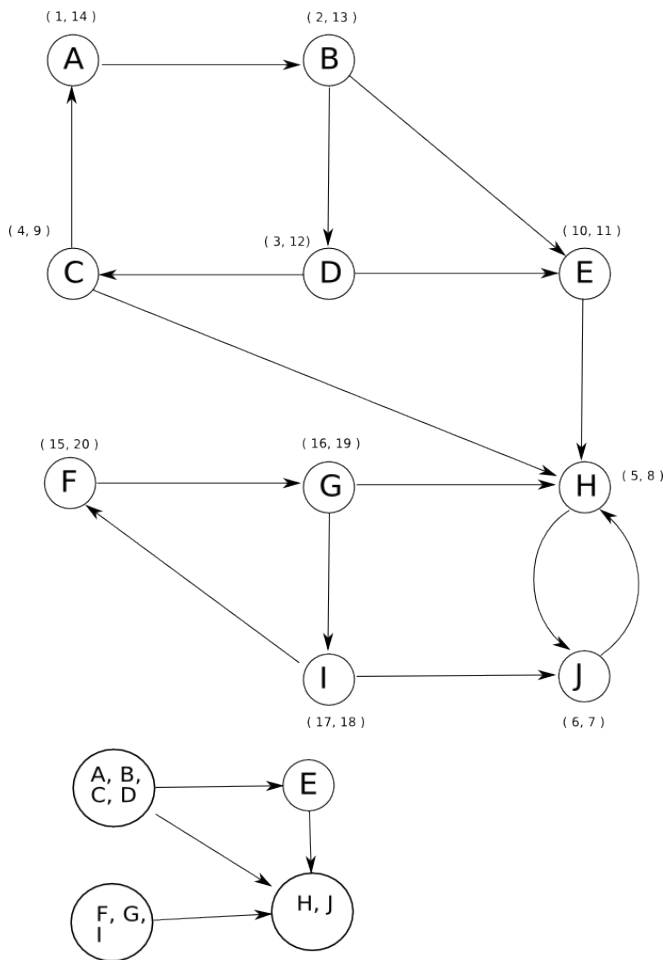 ( 1, 14 )
( 2, 13 )
A
B
( 4, 9 )
( 3, 12)
( 10, 11 )
C
D
E
( 15, 20 )
( 16, 19 )
F
G
H
( 5, 8 )
I
J
( 17, 18 )
( 6, 7 )
A, B,
C, D
E
F, G,
I
H, J